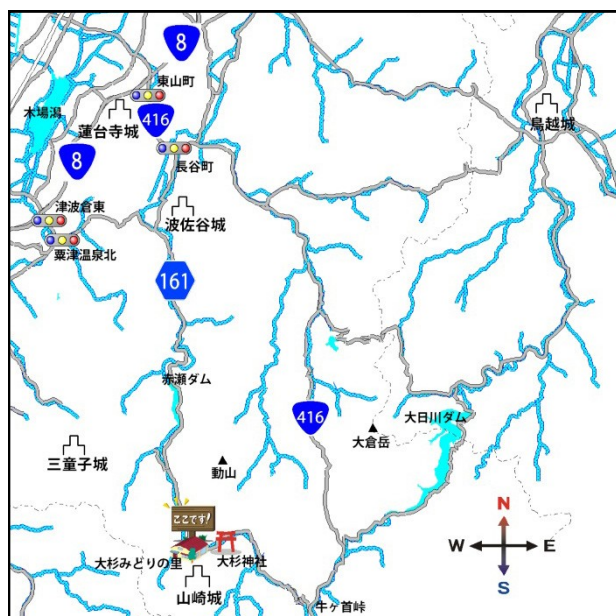 8
東山町
木場潟
蓮台寺城
416
鳥越城
8
長谷町
津波倉東
波佐谷城
粟津温泉北
161
赤瀬ダム
416
大日川ダム
大倉岳
三童子城
動山
ここです!
N
W
E
S
大杉みどりの里
大杉神社
山崎城
牛ヶ首峠